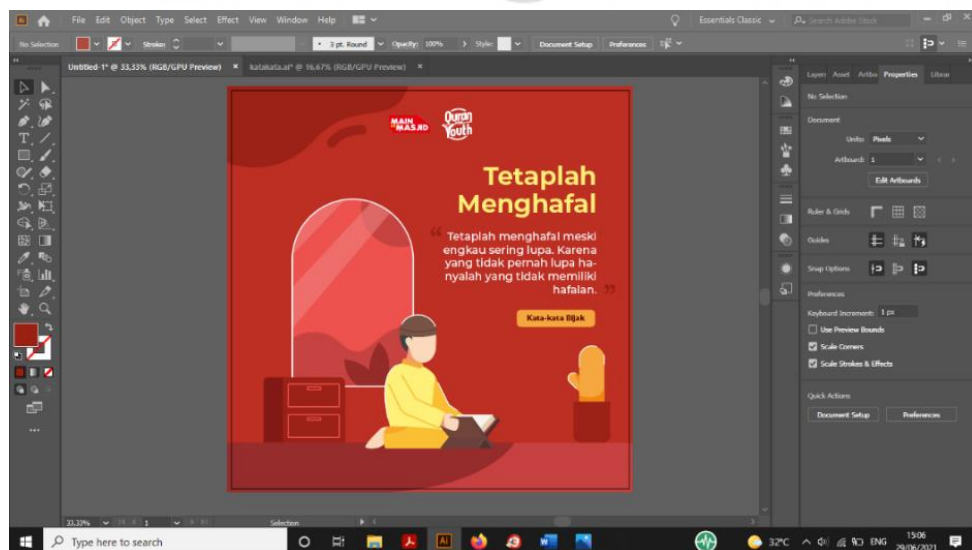 File Edit Object Type Select Effect View Window Help
Essentials Classic
Search Adobe Stock
No Selection
Stroke:
3 pt. Round
Opacity: 100%
Style:
Document Setup
Preferences
Untitled-1* @ 33,33% (RGB/GPU Preview) ×
katakata.ai* @ 16,67% (RGB/GPU Preview) ×
Layers Asset Artbo Properties Librar
No Selection
Document
Units: Pixels
Artboard: 1
Edit Artboards
Ruler & Grids
Guides
Snap Options
Preferences
Keyboard Increment: 1 px
Use Preview Bounds
Scale Corners
Scale Strokes & Effects
Quick Actions
Document Setup
Preferences
MAIN
MASJID
Quran
Youth
Tetaplah
Menghafal
“ Tetaplah menghafal meski
engkau sering lupa. Karena
yang tidak pernah lupa ha-
nyalah yang tidak memiliki
hafalan. ”
Kata-kata Bijak
33,33%
1
Selection
Type here to search
32°C
ENG
15:06
29/06/2021